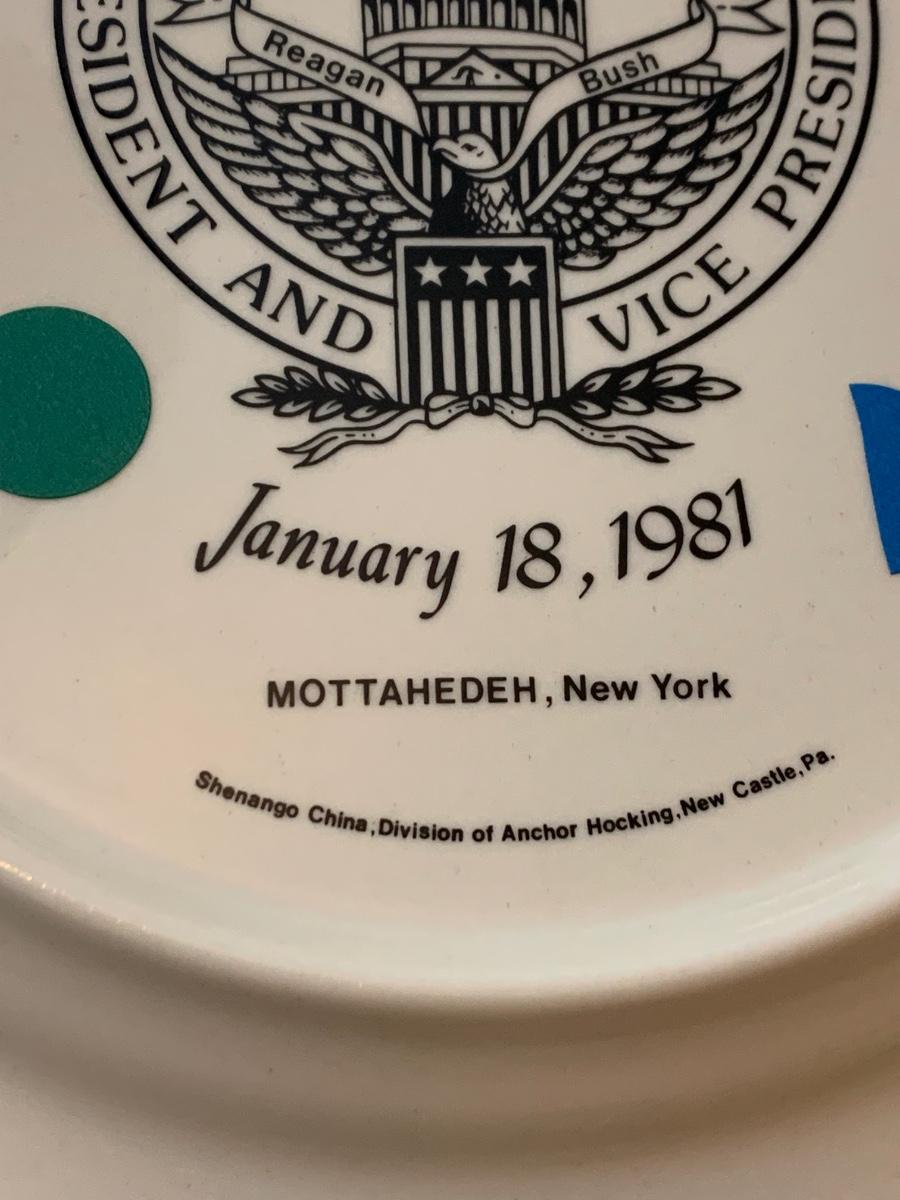 Reagan
Bush
PRESIDENT AND VICE PRESID
January 18, 1981
MOTTAHEDEH, New York
Shenango China, Division of Anchor Hocking, New Castle, Pa.